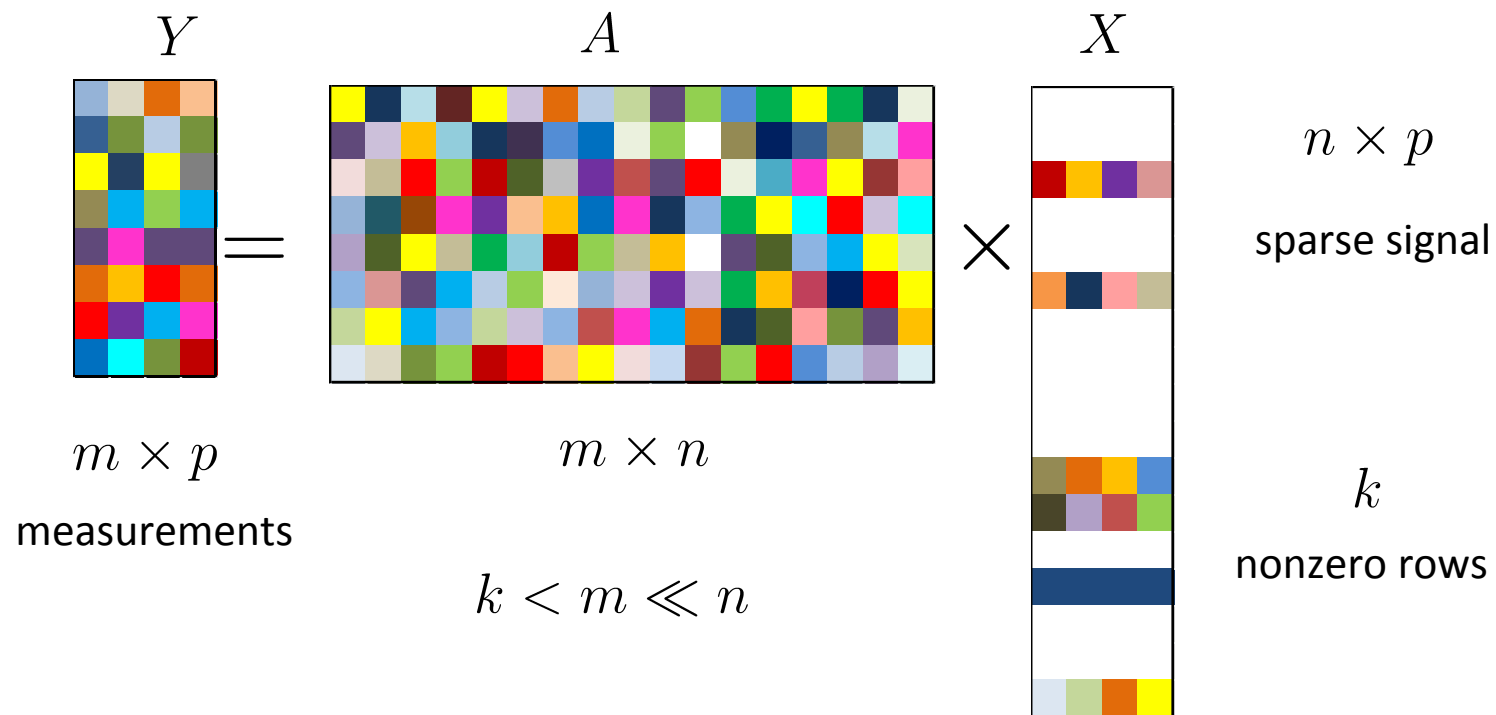 Y
A
X
=
×
n × p
sparse signal
m × p
measurements
m × n
k < m ≪ n
k
nonzero rows